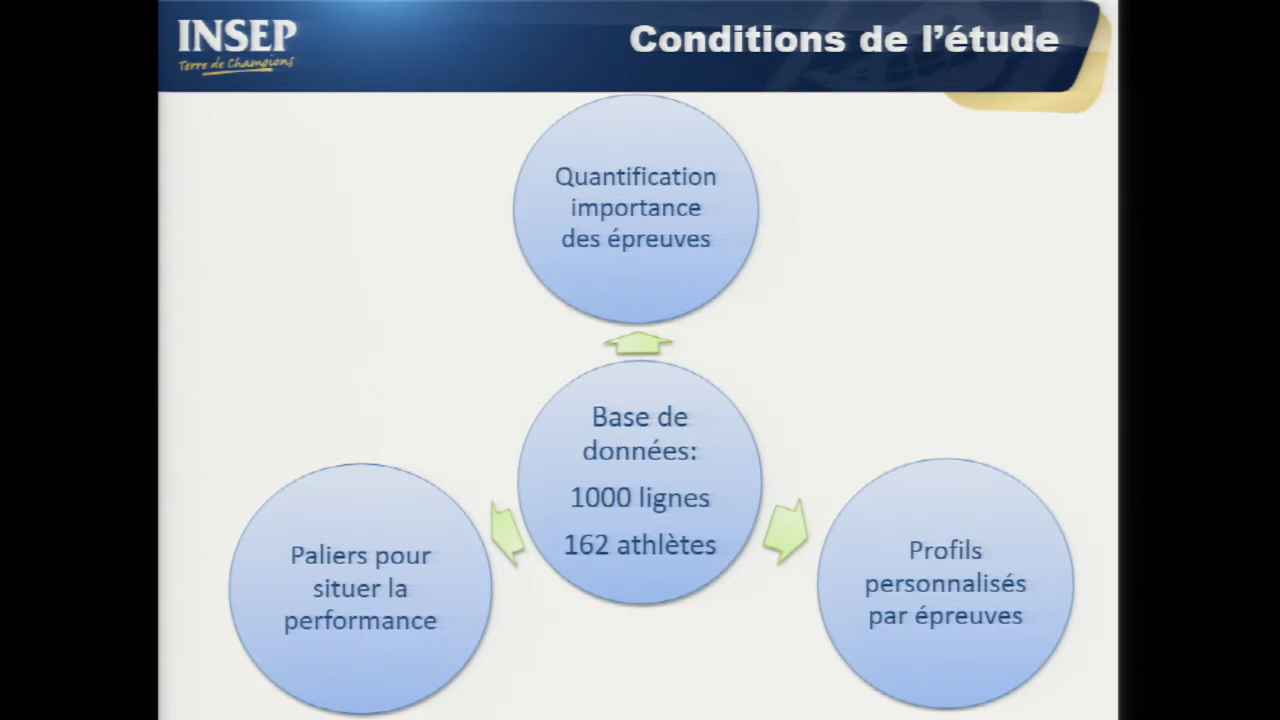 INSEP
Terre de Champions
Conditions de l'étude
Quantification
importance
des épreuves
Base de
données:
1000 lignes
162 athlètes
Paliers pour
situer la
performance
Profils
personnalisés
par épreuves